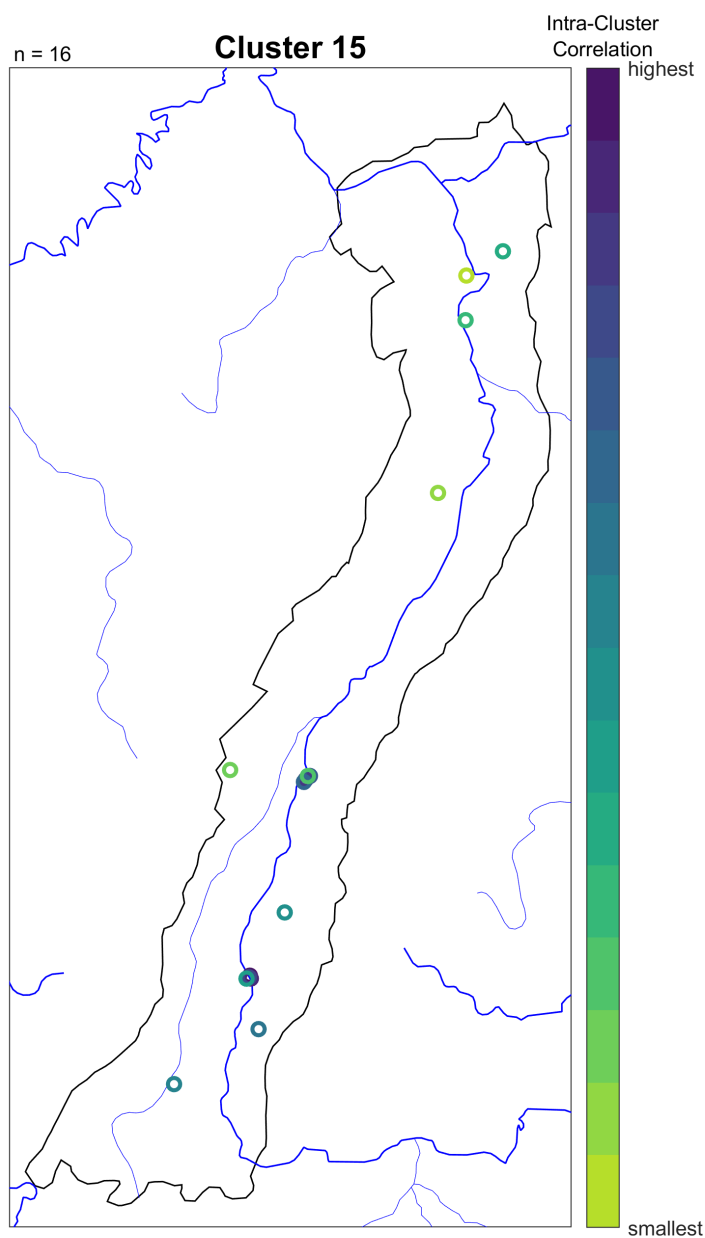 n = 16
Cluster 15
Intra-Cluster
Correlation
highest
smallest